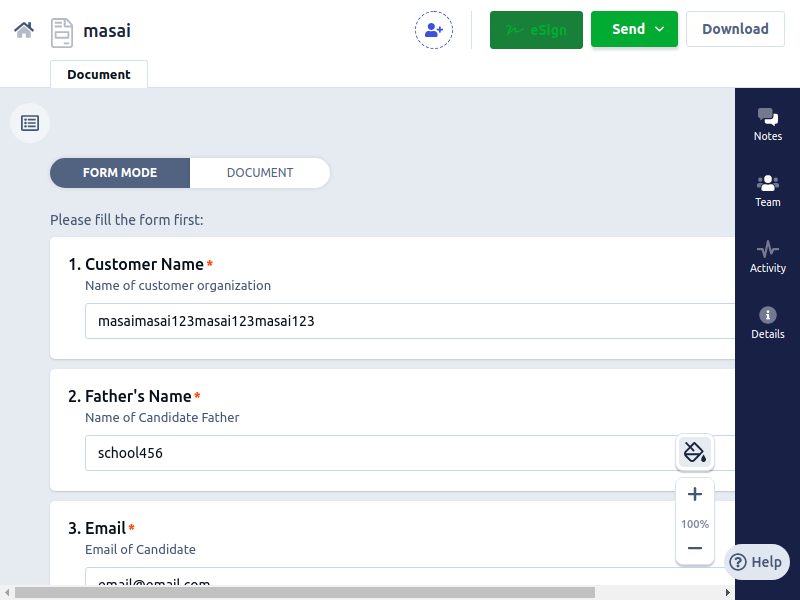 masai
eSign
Send
Download
Document
Notes
Team
Activity
Details
FORM MODE
DOCUMENT
Please fill the form first:
1. Customer Name*
Name of customer organization
masaimasai123masai123masai123
2. Father's Name*
Name of Candidate Father
school456
100%
3. Email*
Email of Candidate
email@email.com
Help